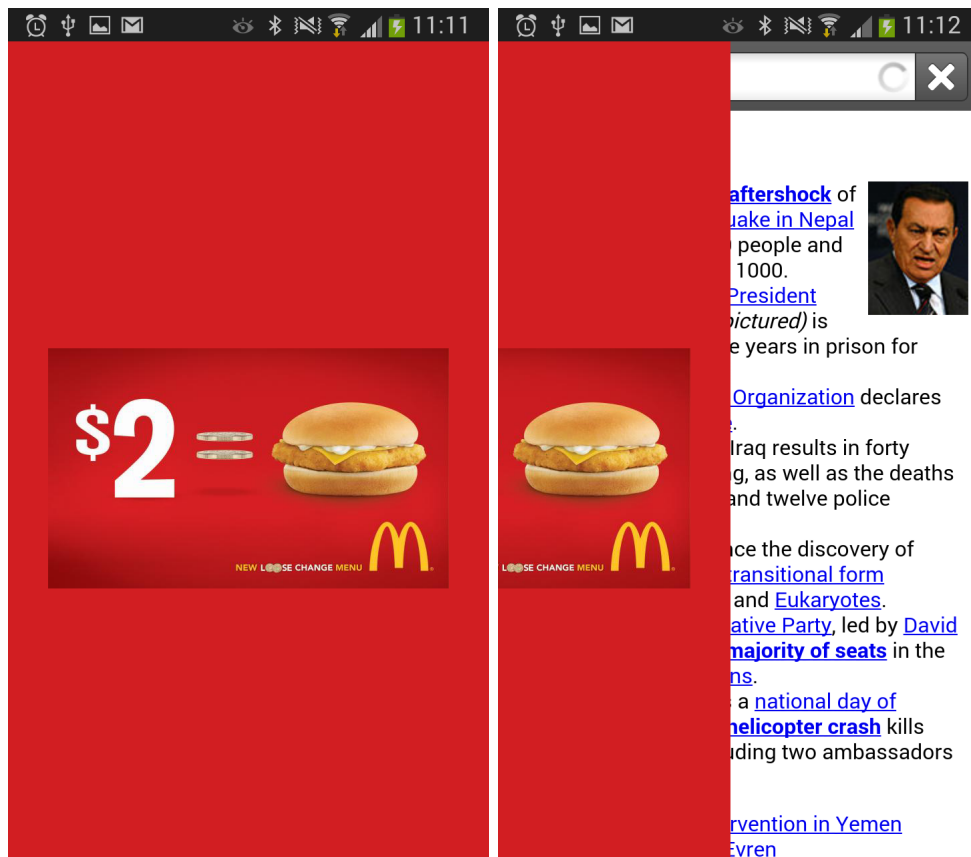 11:11
$2 =
NEW LOOSE CHANGE MENU
11:12
LOOSE CHANGE MENU
aftershock of
uake in Nepal
people and
1000.
President
pictured) is
e years in prison for
Organization declares
.
Iraq results in forty
g, as well as the deaths
and twelve police
ce the discovery of
transitional form
and Eukaryotes.
ative Party, led by David
majority of seats in the
ns.
a national day of
helicopter crash kills
uding two ambassadors
rvention in Yemen
Evren